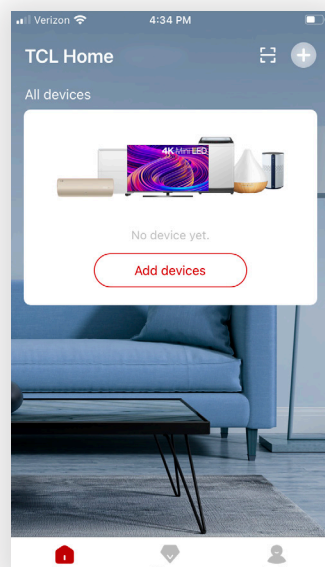 Verizon 4:34 PM
TCL Home
All devices
4K Mini LED
No device yet.
Add devices